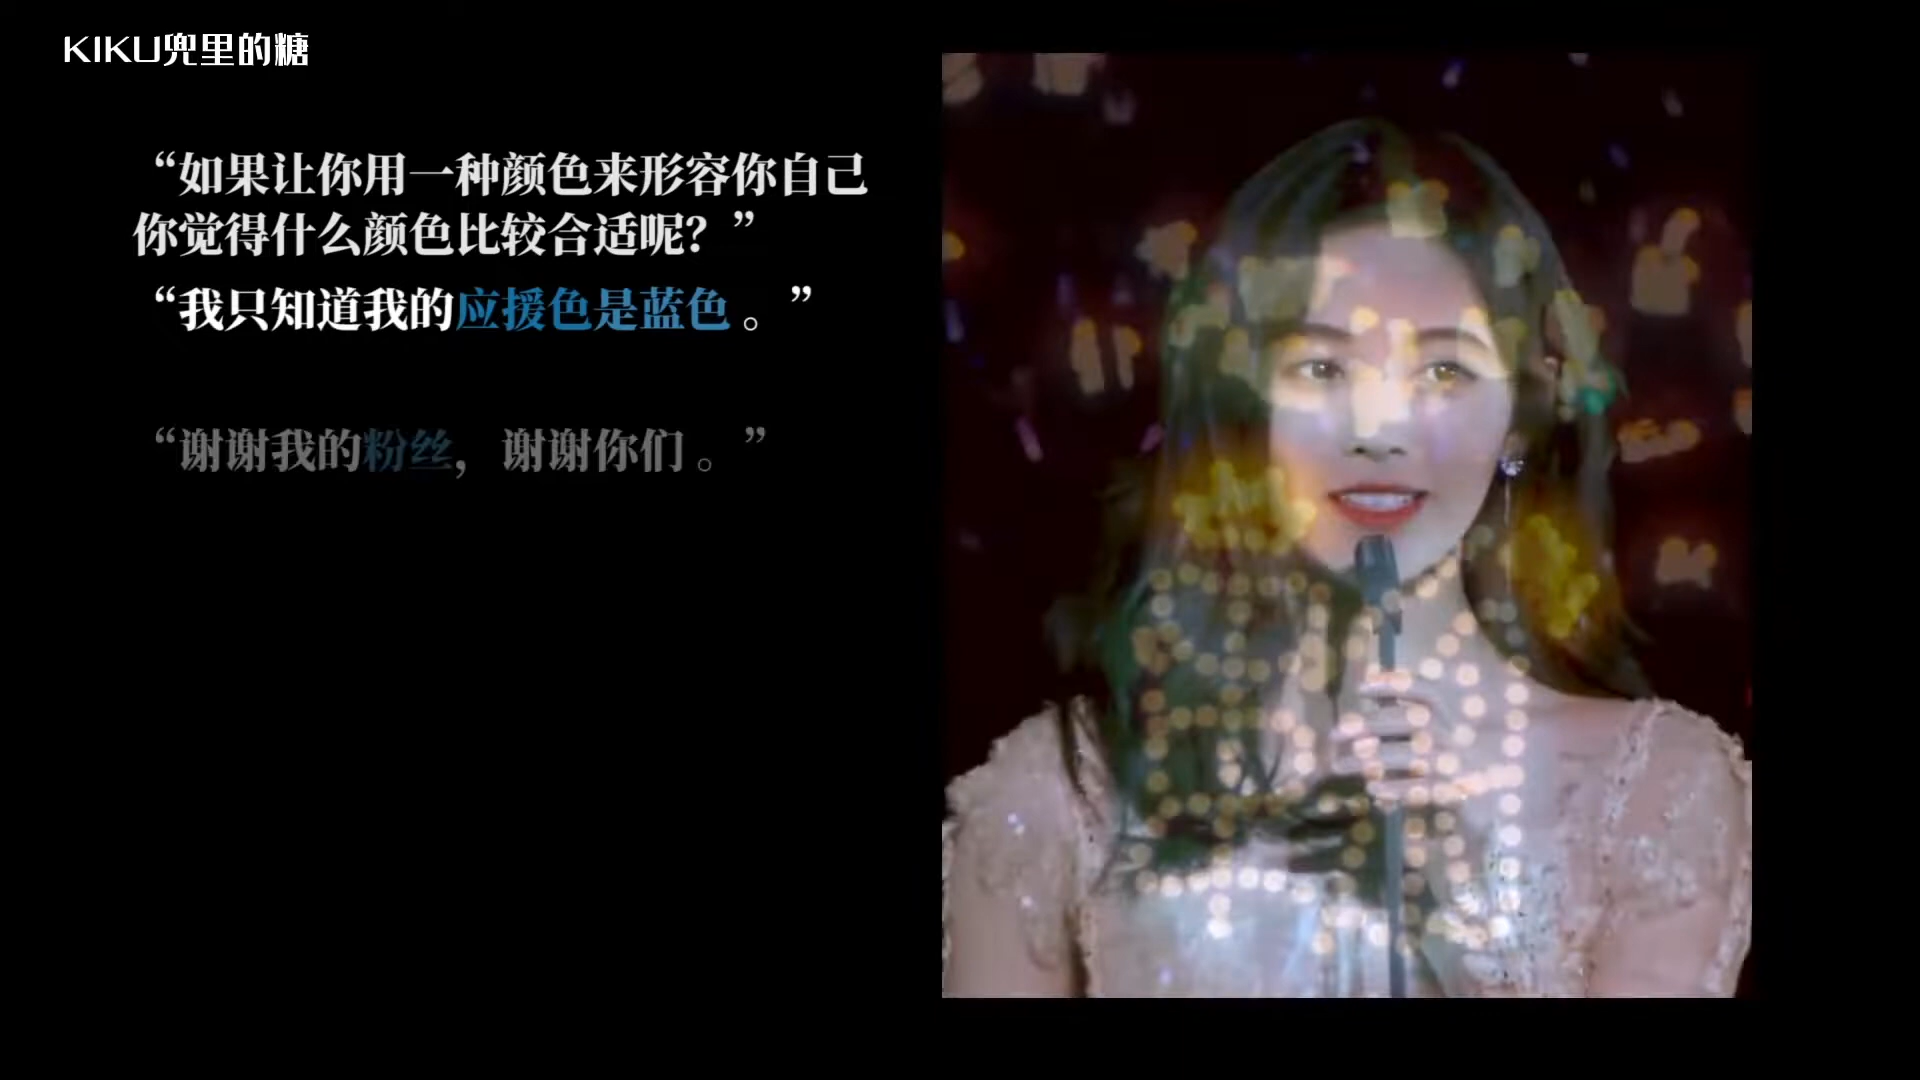 KIKU兜里的糖
“如果让你用一种颜色来形容你自己
你觉得什么颜色比较合适呢？”
“我只知道我的应援色是蓝色。”
“谢谢我的粉丝，谢谢你们。”